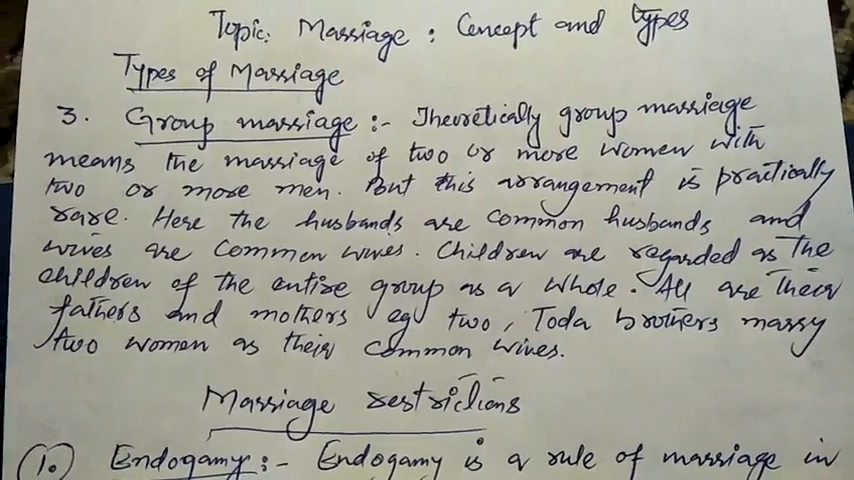 Topic: Marriage : Concept and types
Types of Marriage
3. Group marriage :- Theoretically group marriage
means the marriage of two or more women with
two or more men. But this arrangement is practically
rare. Here the husbands are common husbands and
wives are common wives. Children are regarded as the
children of the entire group as a whole. All are their
fathers and mothers eg two, Toda brothers marry
two women as their common wives.
Marriage restrictions
1. Endogamy :- Endogamy is a rule of marriage in